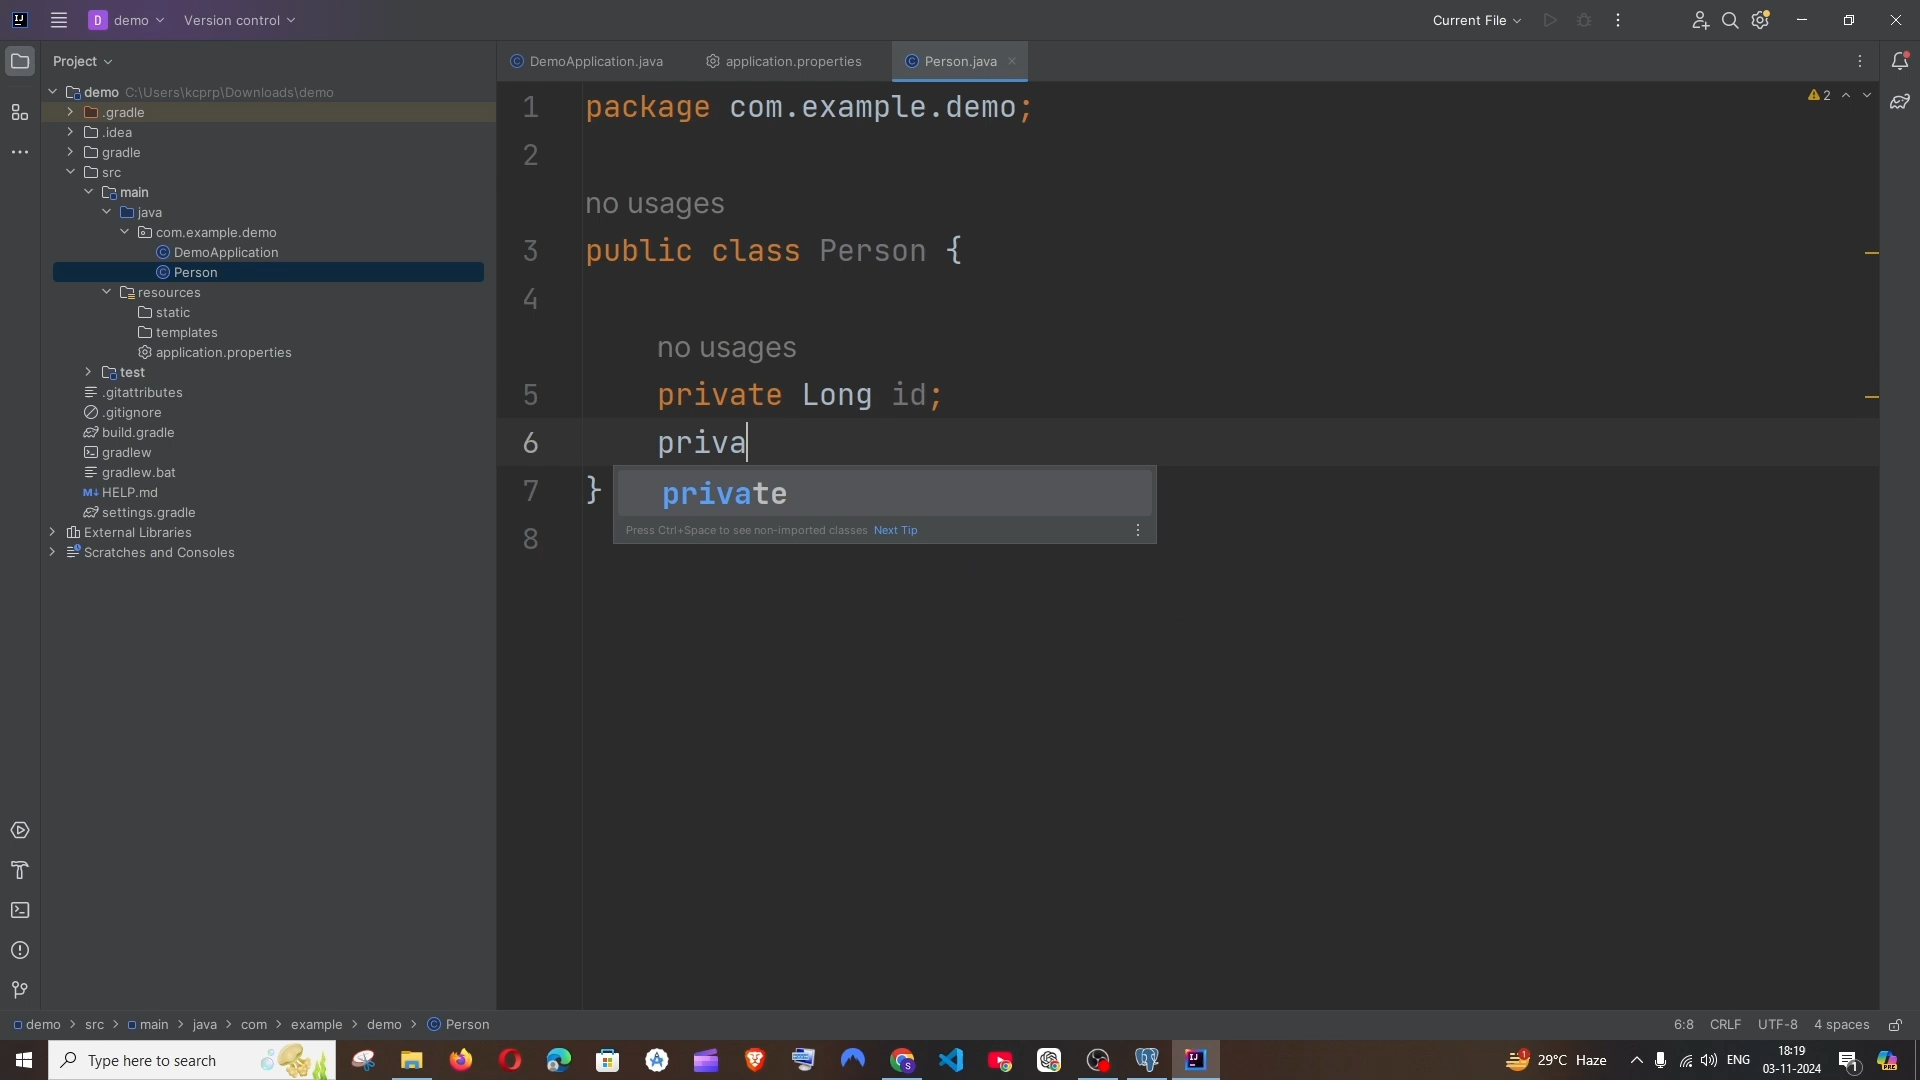 demo
Version control
Current File
Project
demo C:\Users\kcprp\Downloads\demo
.gradle
.idea
gradle
src
main
java
com.example.demo
DemoApplication
Person
resources
static
templates
application.properties
test
.gitattributes
.gitignore
build.gradle
gradlew
gradlew.bat
HELP.md
settings.gradle
External Libraries
Scratches and Consoles
DemoApplication.java
application.properties
Person.java
2
1 package com.example.demo;
2
no usages
3 public class Person {
4
no usages
5 private Long id;
6 priva
private
Press Ctrl+Space to see non-imported classes Next Tip
7 }
8
demo > src > main > java > com > example > demo > Person
6:8 CRLF UTF-8 4 spaces
Type here to search
29°C Haze
ENG
18:19
03-11-2024
1